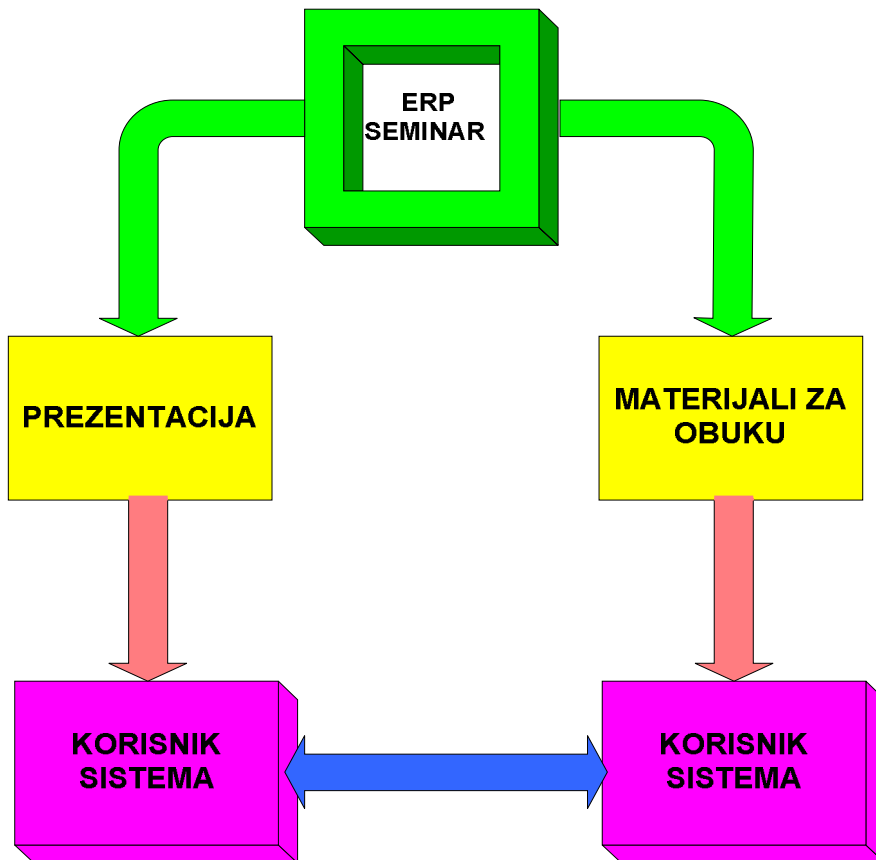 ERP
SEMINAR
PREZENTACIJA
MATERIJALI ZA
OBUKU
KORISNIK
SISTEMA
KORISNIK
SISTEMA